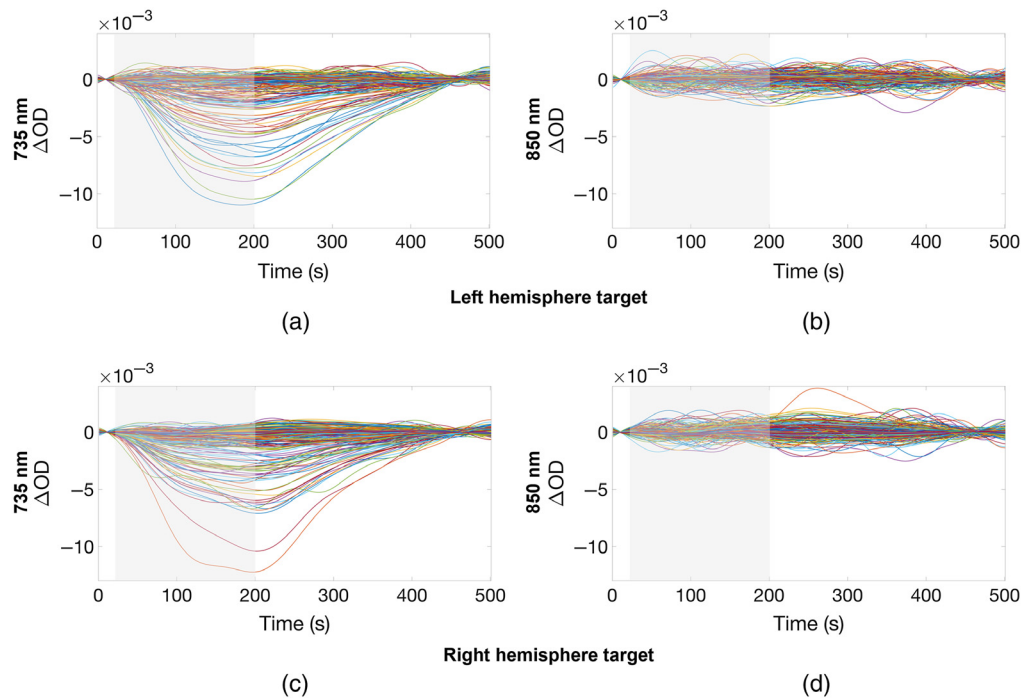 ×10⁻³
0
−5
−10
735 nm
ΔOD
0 100 200 300 400 500
Time (s)
(a)
×10⁻³
0
−5
−10
850 nm
ΔOD
0 100 200 300 400 500
Time (s)
(b)
Left hemisphere target
×10⁻³
0
−5
−10
735 nm
ΔOD
0 100 200 300 400 500
Time (s)
(c)
×10⁻³
0
−5
−10
850 nm
ΔOD
0 100 200 300 400 500
Time (s)
(d)
Right hemisphere target